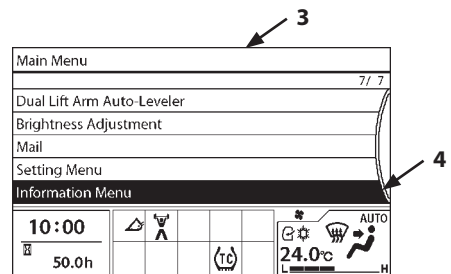 3
Main Menu
7/ 7
Dual Lift Arm Auto-Leveler
Brightness Adjustment
Mail
Setting Menu
Information Menu
4
10:00
50.0h
TC
AUTO
24.0℃
L H